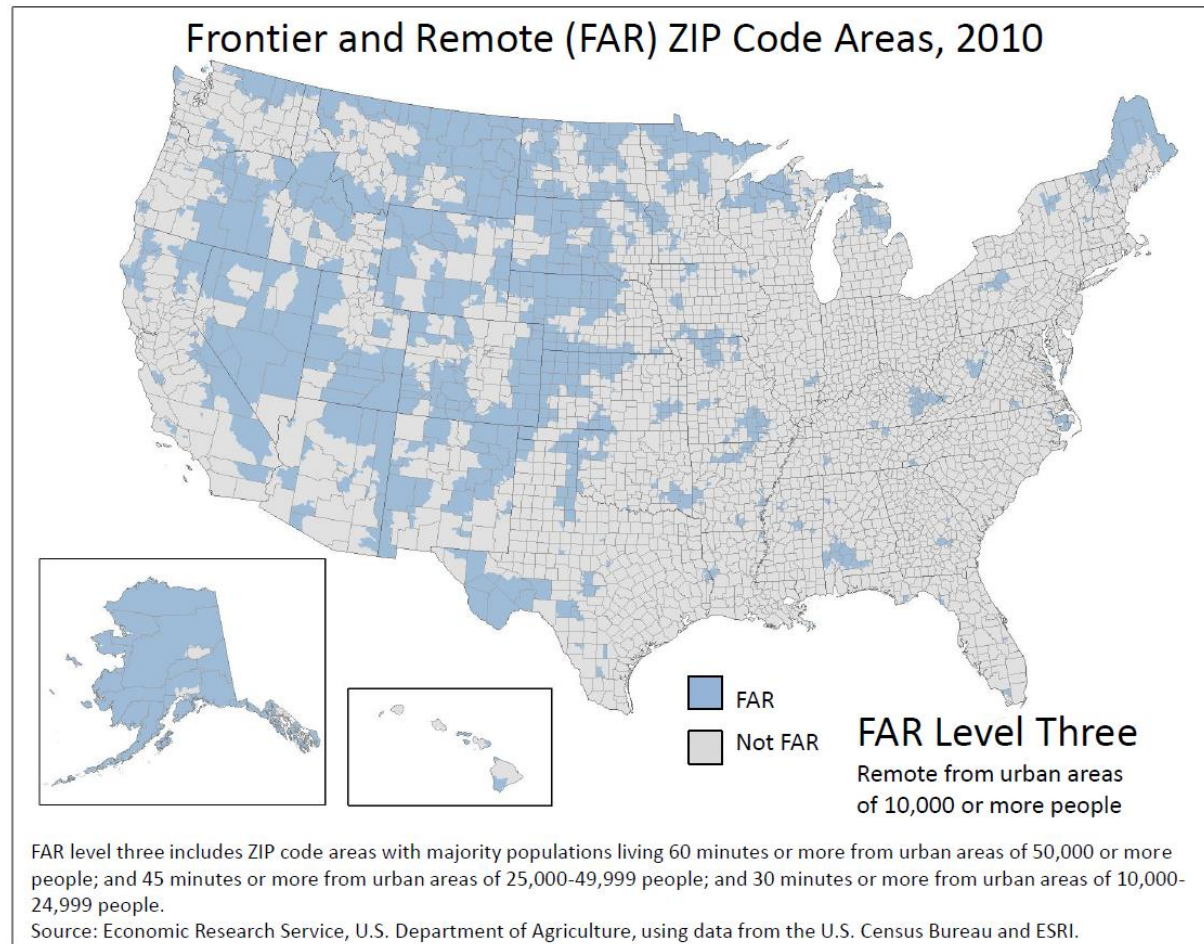 Frontier and Remote (FAR) ZIP Code Areas, 2010
FAR
Not FAR
FAR Level Three
Remote from urban areas
of 10,000 or more people
FAR level three includes ZIP code areas with majority populations living 60 minutes or more from urban areas of 50,000 or more
people; and 45 minutes or more from urban areas of 25,000-49,999 people; and 30 minutes or more from urban areas of 10,000-
24,999 people.
Source: Economic Research Service, U.S. Department of Agriculture, using data from the U.S. Census Bureau and ESRI.